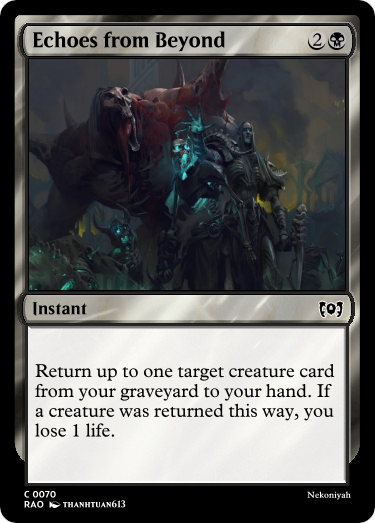 Echoes from Beyond 2
Instant
Return up to one target creature card
from your graveyard to your hand. If
a creature was returned this way, you
lose 1 life.
C 0070
RAO THANHTUAN613
Nekoniyah